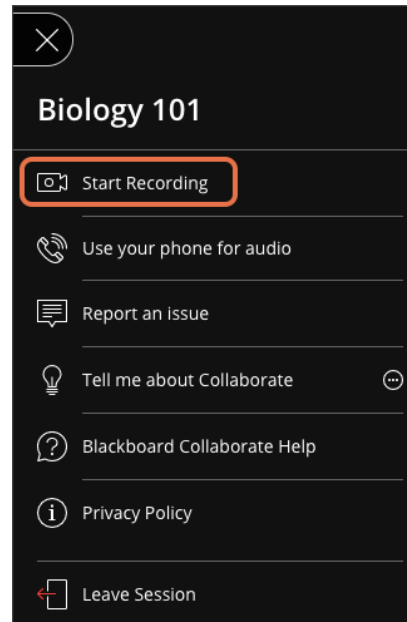 Biology 101
Start Recording
Use your phone for audio
Report an issue
Tell me about Collaborate
Blackboard Collaborate Help
Privacy Policy
Leave Session